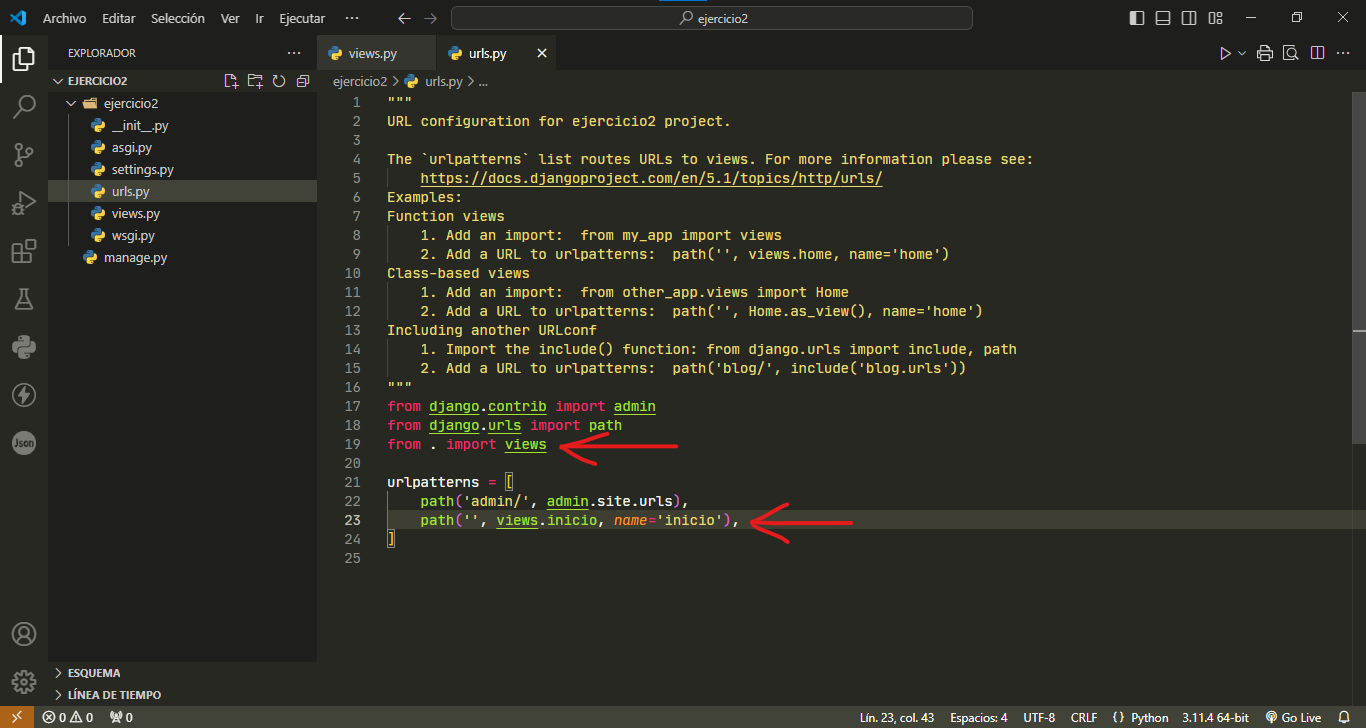 Archivo Editar Selección Ver Ir Ejecutar ··· ejercicio2
EXPLORADOR ···
EJERCICIO2
ejercicio2
__init__.py
asgi.py
settings.py
urls.py
views.py
wsgi.py
manage.py
ESQUEMA
LÍNEA DE TIEMPO
Json
views.py urls.py
ejercicio2 > urls.py > ...
1 """
2 URL configuration for ejercicio2 project.
3
4 The `urlpatterns` list routes URLs to views. For more information please see:
5     https://docs.djangoproject.com/en/5.1/topics/http/urls/
6 Examples:
7 Function views
8     1. Add an import:  from my_app import views
9     2. Add a URL to urlpatterns:  path('', views.home, name='home')
10 Class-based views
11     1. Add an import:  from other_app.views import Home
12     2. Add a URL to urlpatterns:  path('', Home.as_view(), name='home')
13 Including another URLconf
14     1. Import the include() function: from django.urls import include, path
15     2. Add a URL to urlpatterns:  path('blog/', include('blog.urls'))
16 """
17 from django.contrib import admin
18 from django.urls import path
19 from . import views
20
21 urlpatterns = [
22     path('admin/', admin.site.urls),
23     path('', views.inicio, name='inicio'),
24 ]
25
0 0 0 Lín. 23, col. 43 Espacios: 4 UTF-8 CRLF {} Python 3.11.4 64-bit Go Live